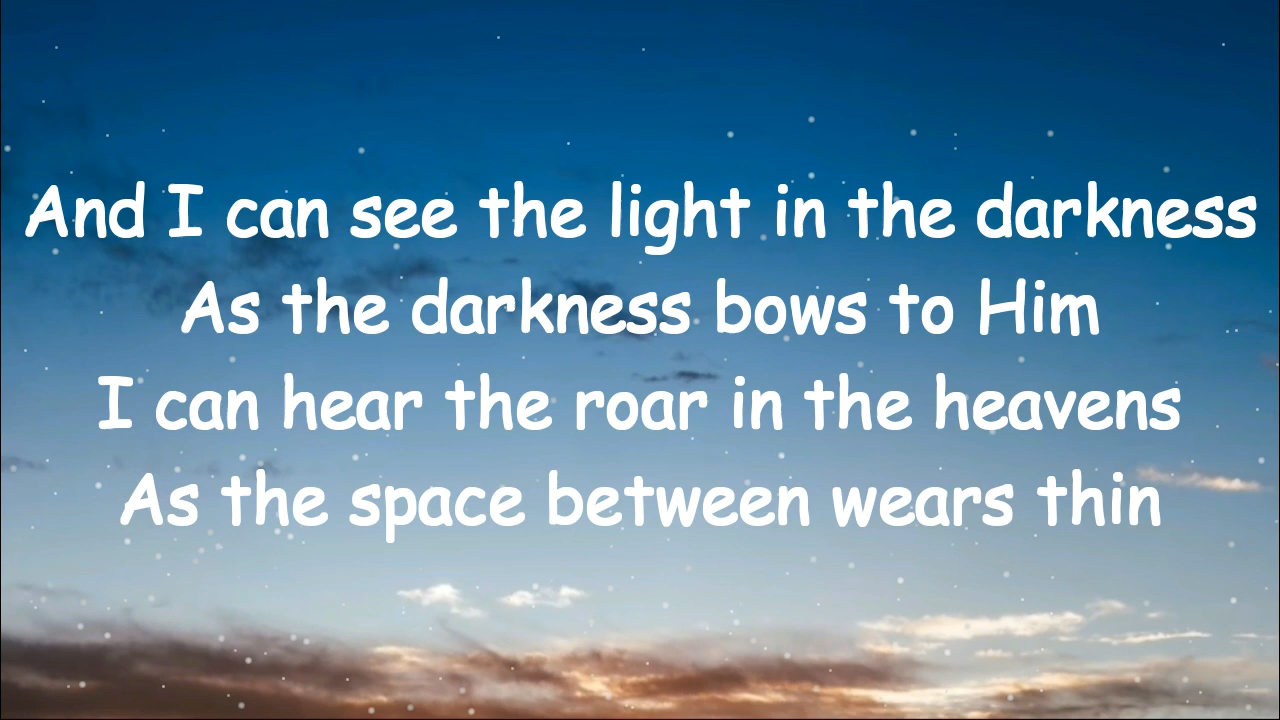 And I can see the light in the darkness
As the darkness bows to Him
I can hear the roar in the heavens
As the space between wears thin